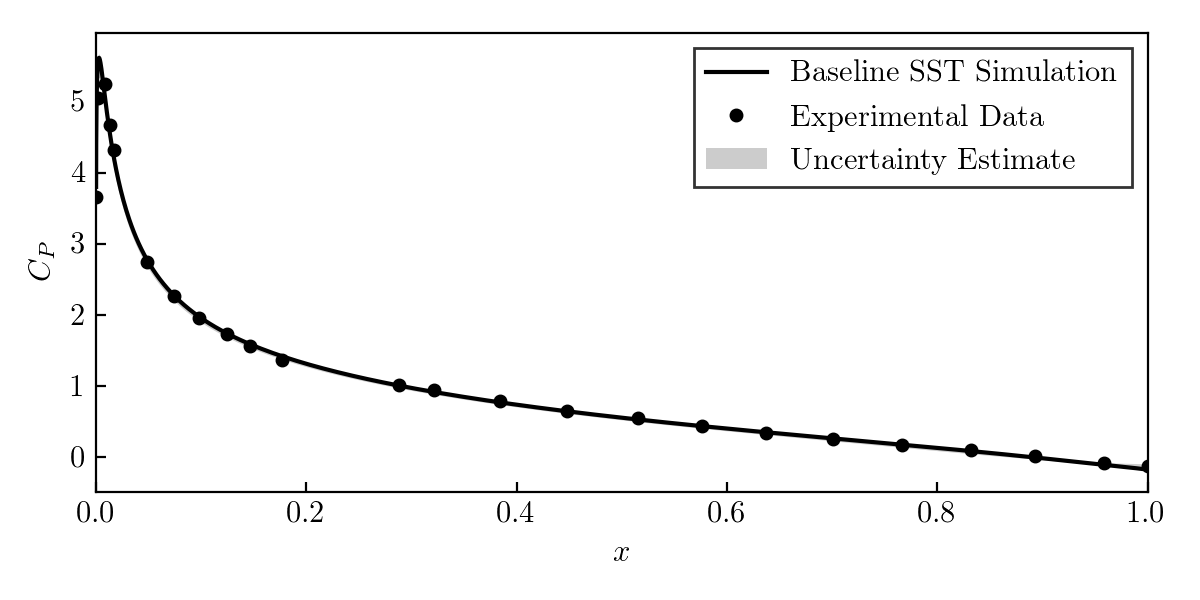 Baseline SST Simulation
Experimental Data
Uncertainty Estimate
5
4
3
2
1
0
C_P
0.0 0.2 0.4 0.6 0.8 1.0
x